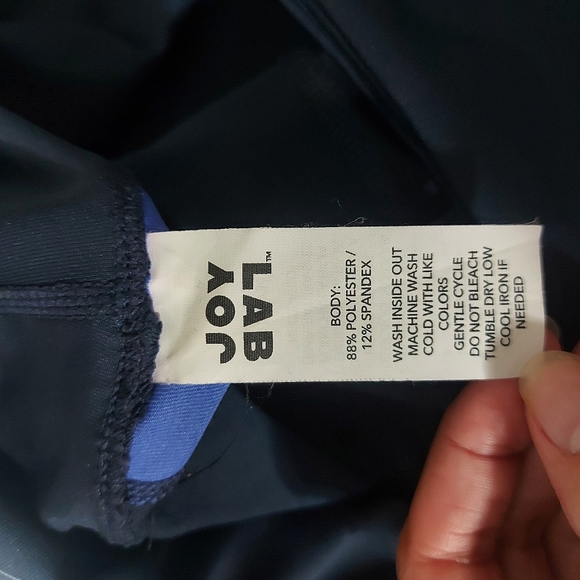 JOY
LAB™
BODY:
88% POLYESTER /
12% SPANDEX
WASH INSIDE OUT
MACHINE WASH
COLD WITH LIKE
COLORS
GENTLE CYCLE
DO NOT BLEACH
TUMBLE DRY LOW
COOL IRON IF
NEEDED